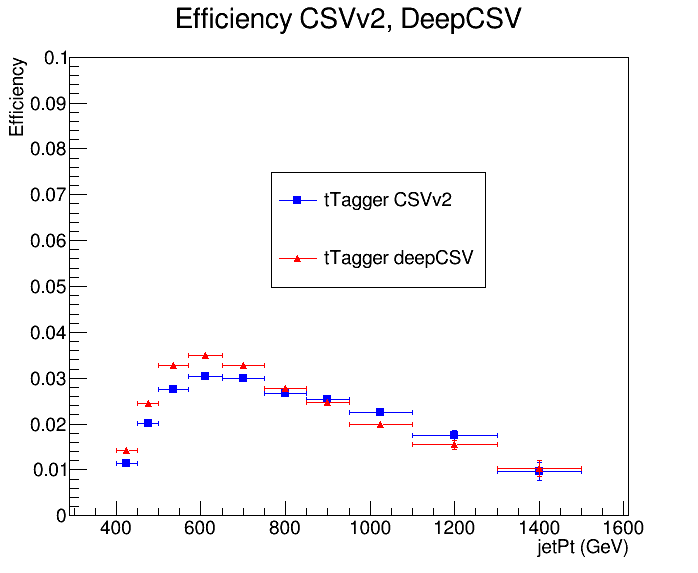 Efficiency CSVv2, DeepCSV
Efficiency
0.1
0.09
0.08
0.07
0.06
0.05
0.04
0.03
0.02
0.01
0
tTagger CSVv2
tTagger deepCSV
400 600 800 1000 1200 1400 1600
jetPt (GeV)